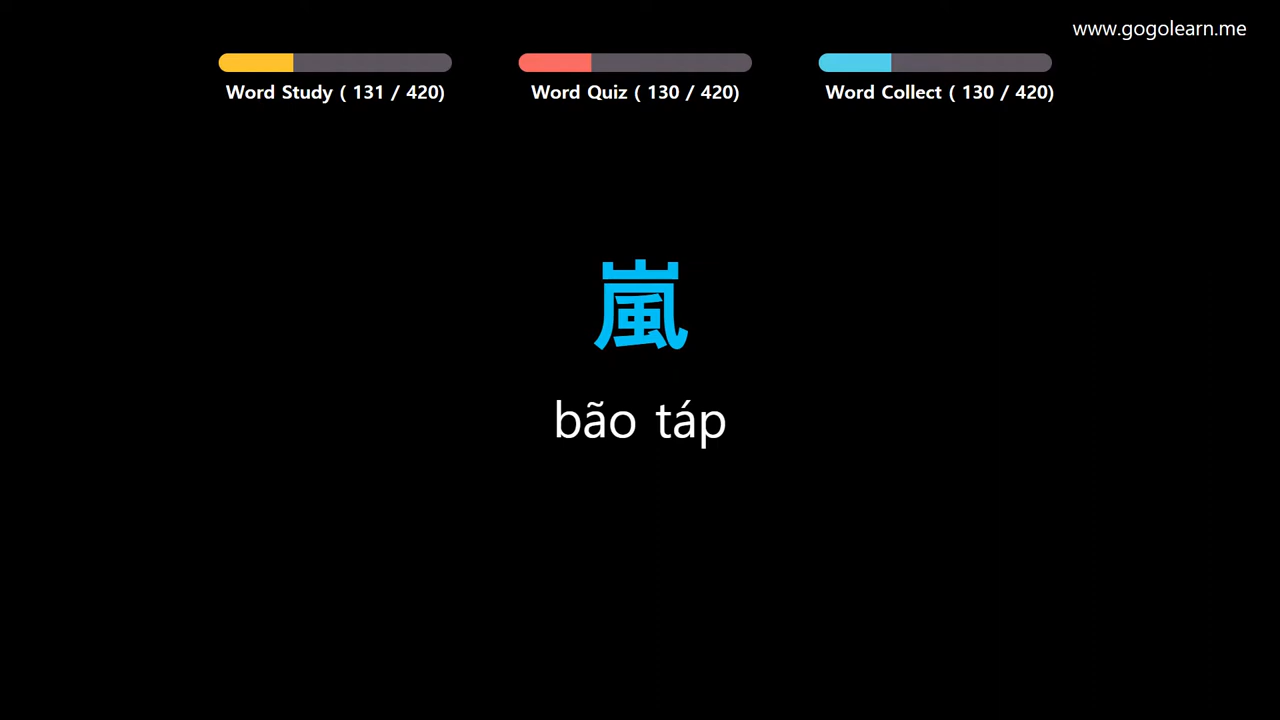 www.gogolearn.me
Word Study ( 131 / 420)
Word Quiz ( 130 / 420)
Word Collect ( 130 / 420)
嵐
bão táp